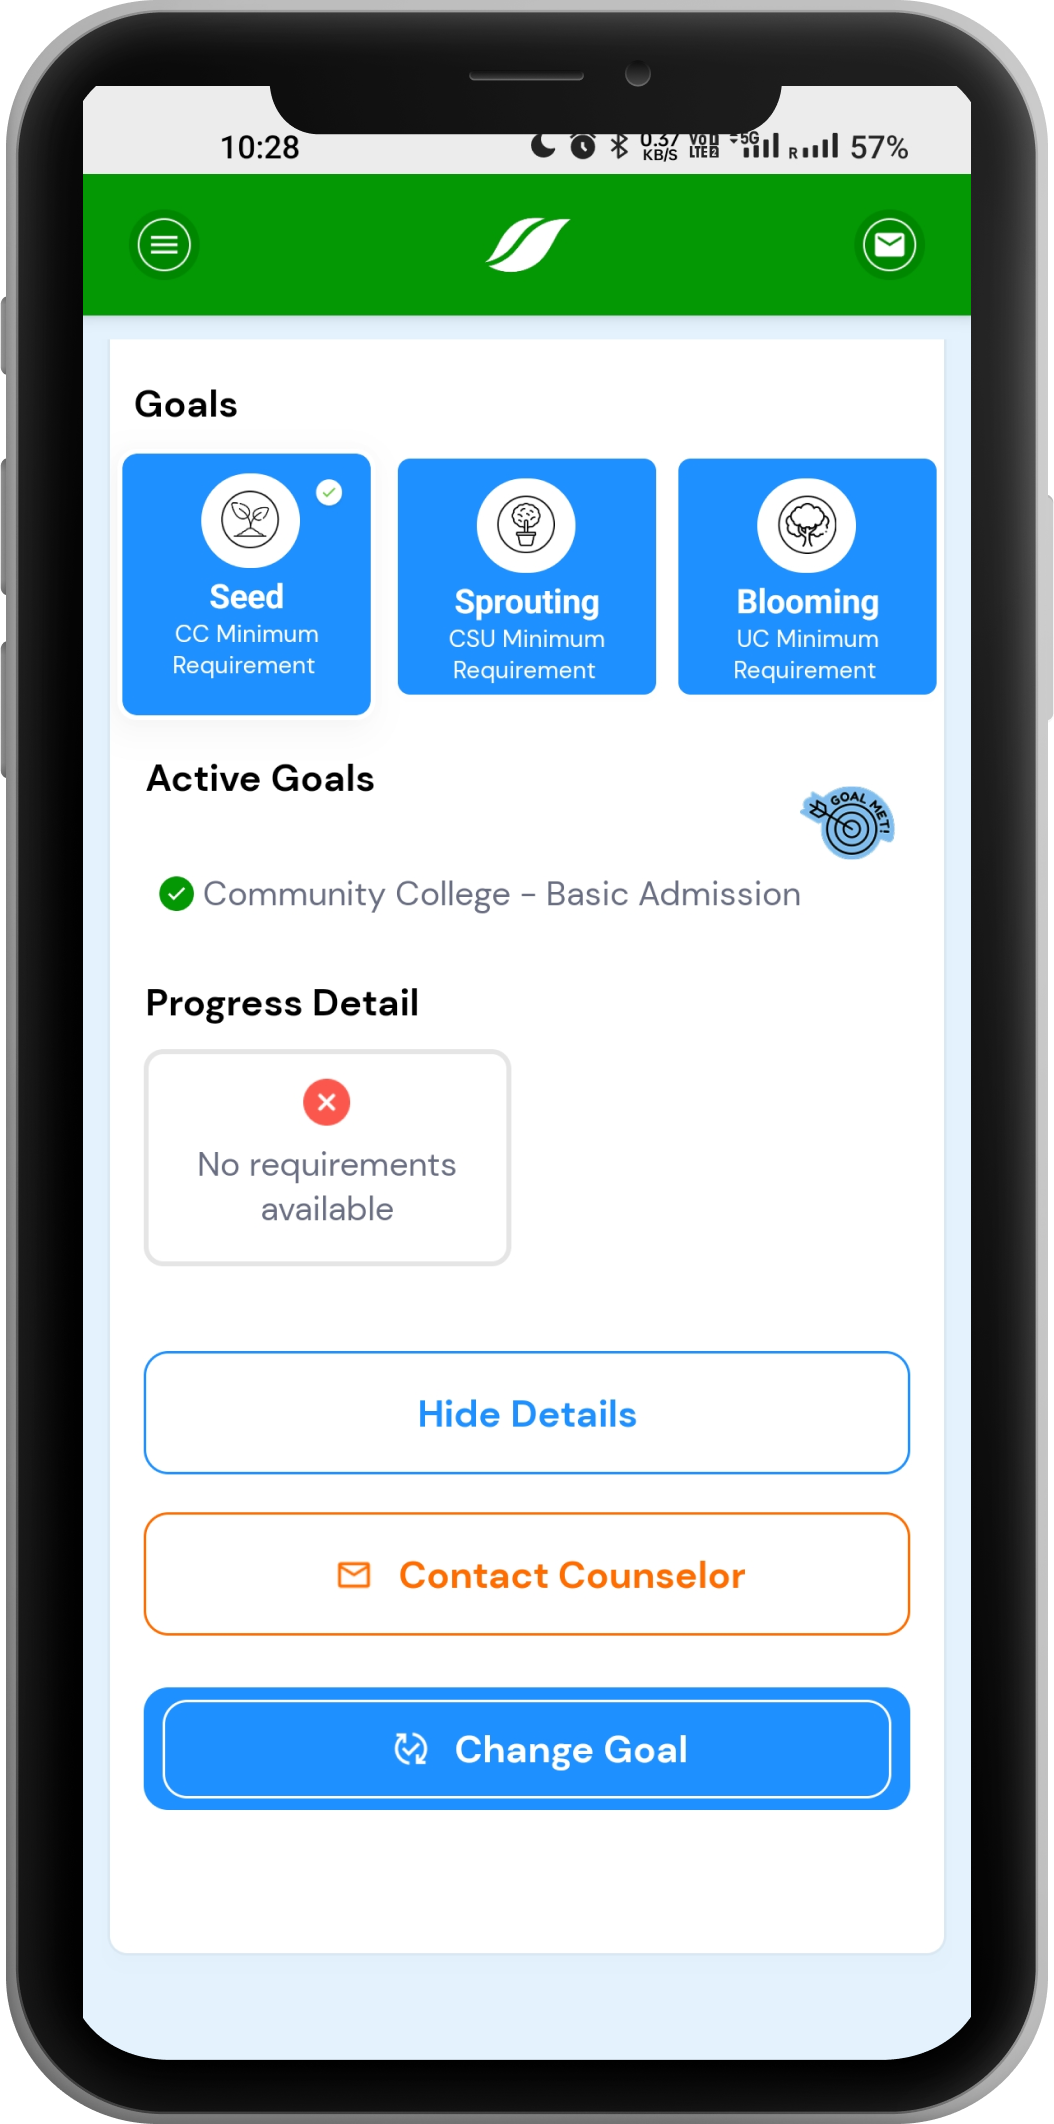 10:28
0.37
KB/S
VO 1
LTE 2
5G
R
57%
Goals
Seed
CC Minimum
Requirement
Sprouting
CSU Minimum
Requirement
Blooming
UC Minimum
Requirement
Active Goals
GOAL MET!
Community College - Basic Admission
Progress Detail
No requirements
available
Hide Details
Contact Counselor
Change Goal